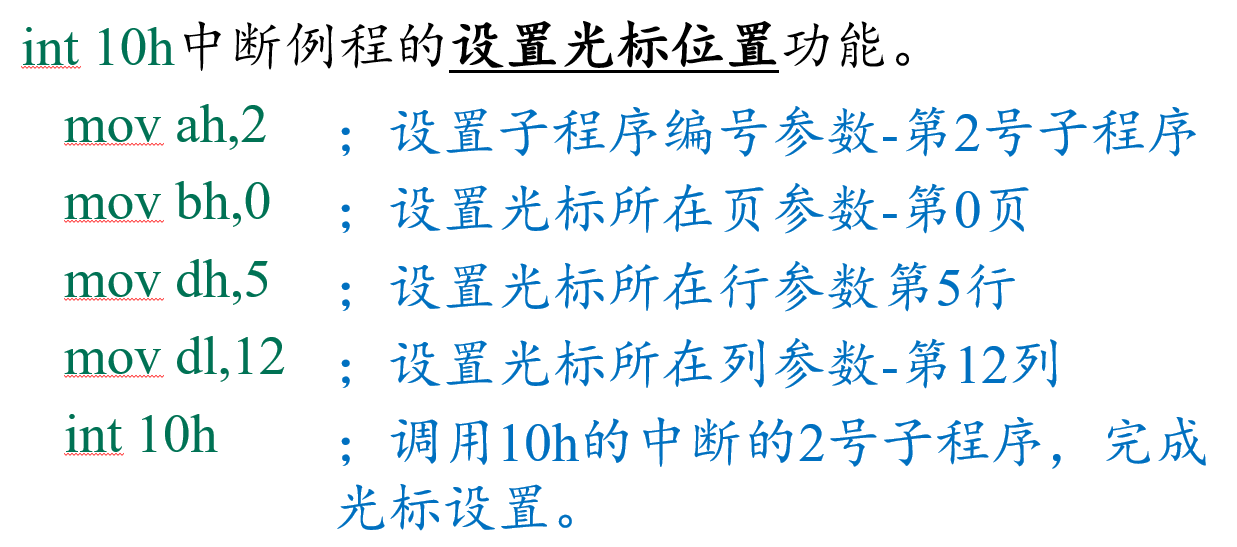 int 10h中断例程的设置光标位置功能。
mov ah,2 ；设置子程序编号参数-第2号子程序
mov bh,0 ；设置光标所在页参数-第0页
mov dh,5 ；设置光标所在行参数第5行
mov dl,12 ；设置光标所在列参数-第12列
int 10h ；调用10h的中断的2号子程序，完成
光标设置。